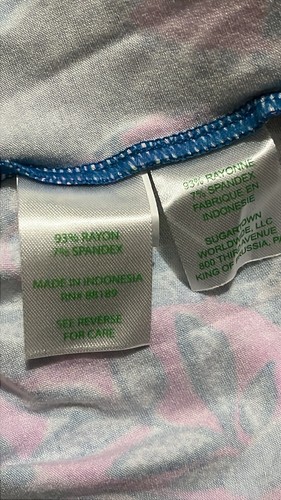 93% RAYON
7% SPANDEX
MADE IN INDONESIA
RN# 88189
SEE REVERSE
FOR CARE
93% RAYONNE
7% SPANDEX
FABRIQUE EN
INDONESIE
SUGARTOWN
WORLDWIDE, LLC
800 THIRD AVENUE
KING OF PRUSSIA, PA